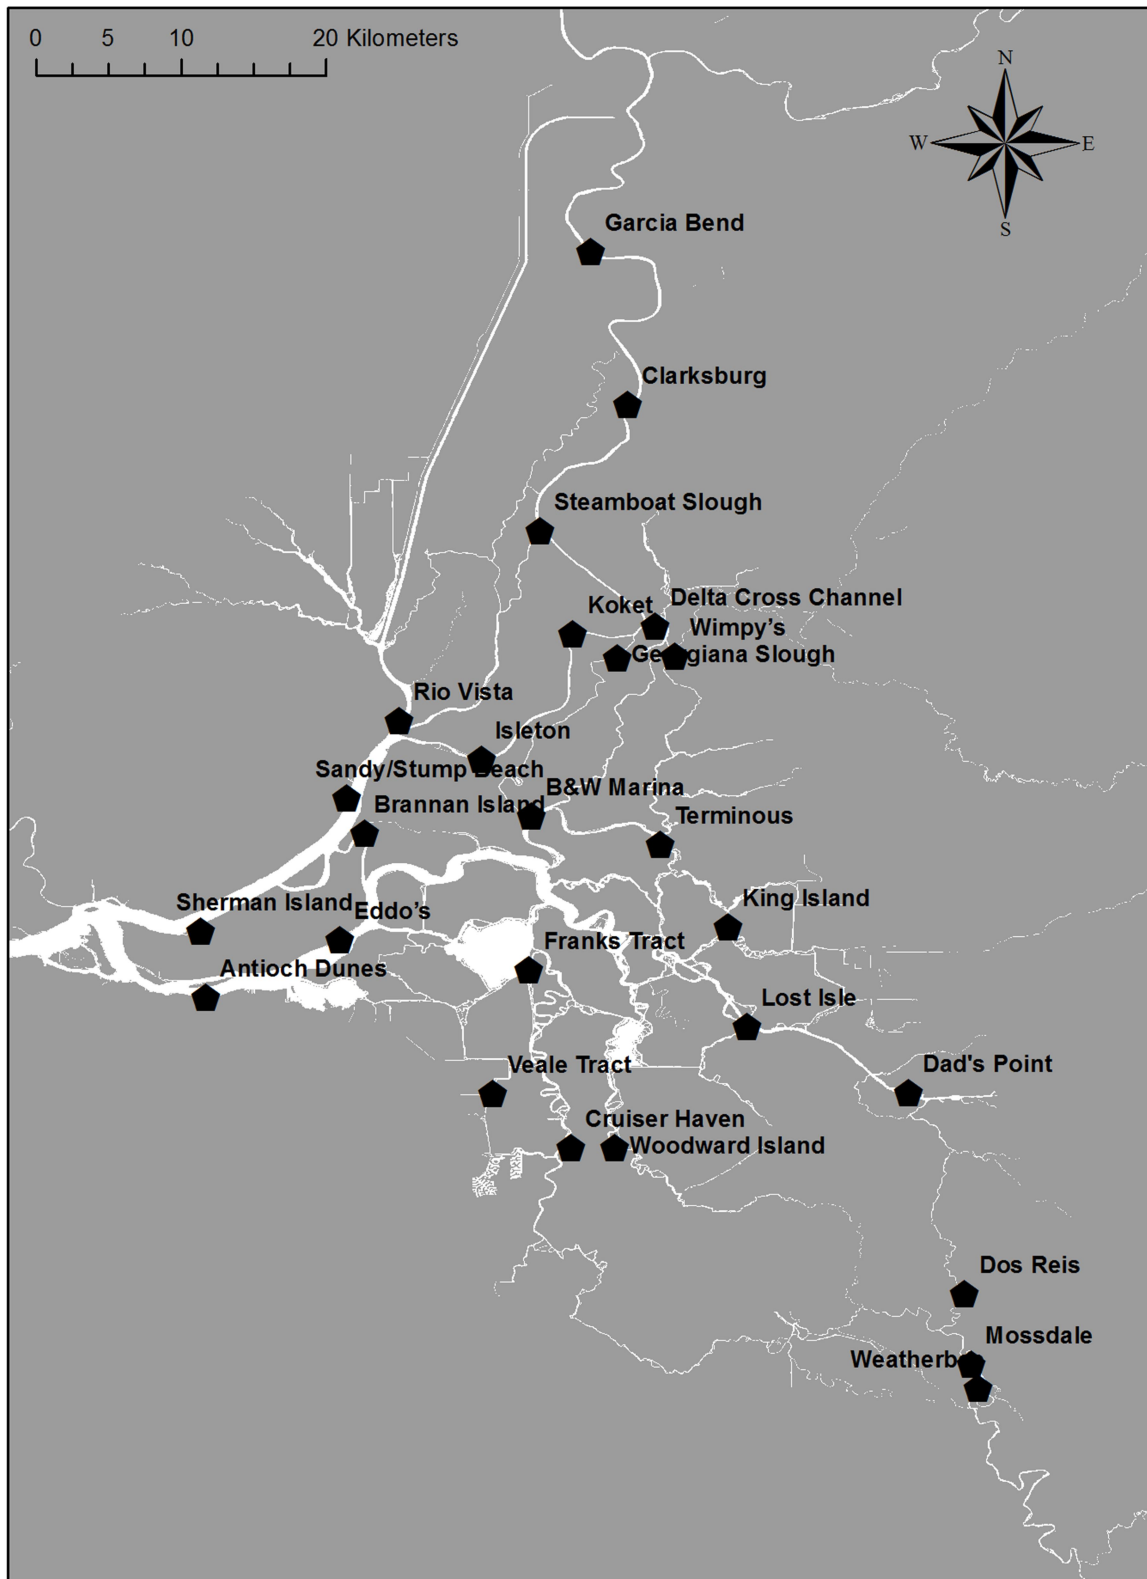 0 5 10 20 Kilometers
N
W E
S
Garcia Bend
Clarksburg
Steamboat Slough
Koket
Delta Cross Channel
Wimpy's
Georgiana Slough
Rio Vista
Isleton
Sandy/Stump Beach
B&W Marina
Brannan Island
Terminous
King Island
Sherman Island
Eddo's
Franks Tract
Antioch Dunes
Lost Isle
Veale Tract
Dad's Point
Cruiser Haven
Woodward Island
Dos Reis
Mossdale